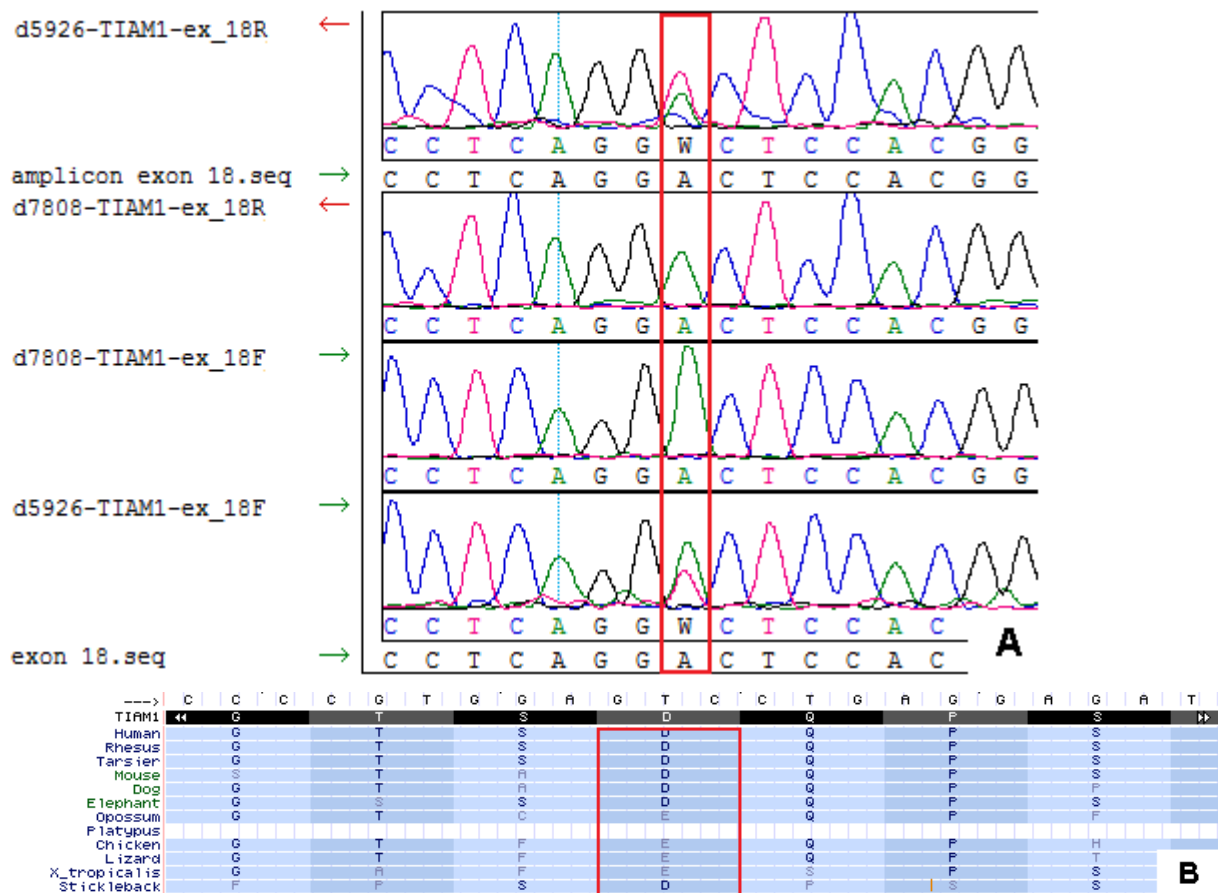 d5926-TIAM1-ex_18R ←
C C T C A G G W C T C C A C G G
amplicon exon 18.seq → C C T C A G G A C T C C A C G G
d7808-TIAM1-ex_18R ←
C C T C A G G A C T C C A C G G
d7808-TIAM1-ex_18F →
C C T C A G G A C T C C A C G G
d5926-TIAM1-ex_18F →
C C T C A G G W C T C C A C
exon 18.seq → C C T C A G G A C T C C A C
A
---> C C C C G T G G A G T C C T G A G G A G A T
TIAM1 G T S D Q P S
Human G T S D Q P S
Rhesus G T S D Q P S
Tarsier G T S D Q P S
Mouse S T A D Q P S
Dog G T A D Q P P
Elephant G S S D Q P S
Opossum G T C E Q P F
Platypus
Chicken G T F E Q P H
Lizard G T F E Q P T
X_tropicalis G A F E S P S
Stickleback F P S D P S S
B